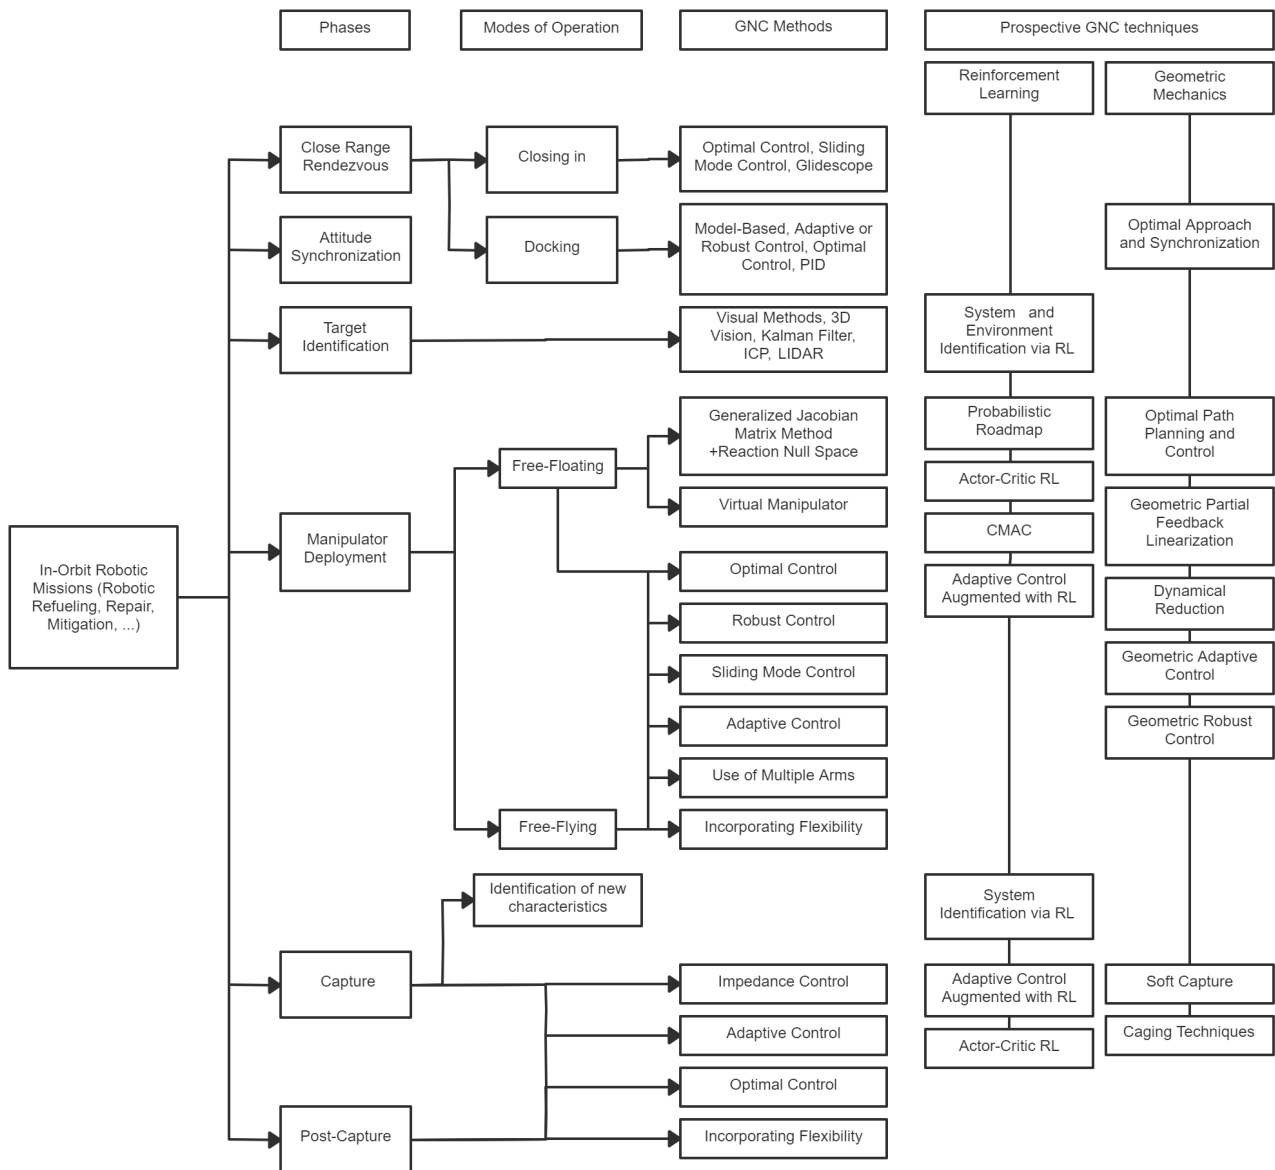 Phases
Modes of Operation
GNC Methods
Prospective GNC techniques
Reinforcement
Learning
Geometric
Mechanics
Close Range
Rendezvous
Closing in
Optimal Control, Sliding
Mode Control, Glidescope
Attitude
Synchronization
Docking
Model-Based, Adaptive or
Robust Control, Optimal
Control, PID
Optimal Approach
and Synchronization
Target
Identification
Visual Methods, 3D
Vision, Kalman Filter,
ICP, LIDAR
System and
Environment
Identification via RL
Generalized Jacobian
Matrix Method
+Reaction Null Space
Probabilistic
Roadmap
Optimal Path
Planning and
Control
Free-Floating
Actor-Critic RL
Virtual Manipulator
Geometric Partial
Feedback
Linearization
CMAC
Manipulator
Deployment
In-Orbit Robotic
Missions (Robotic
Refueling, Repair,
Mitigation, ...)
Optimal Control
Adaptive Control
Augmented with RL
Dynamical
Reduction
Robust Control
Sliding Mode Control
Geometric Adaptive
Control
Adaptive Control
Geometric Robust
Control
Use of Multiple Arms
Free-Flying
Incorporating Flexibility
Identification of new
characteristics
System
Identification via RL
Capture
Impedance Control
Adaptive Control
Augmented with RL
Soft Capture
Adaptive Control
Actor-Critic RL
Caging Techniques
Optimal Control
Post-Capture
Incorporating Flexibility